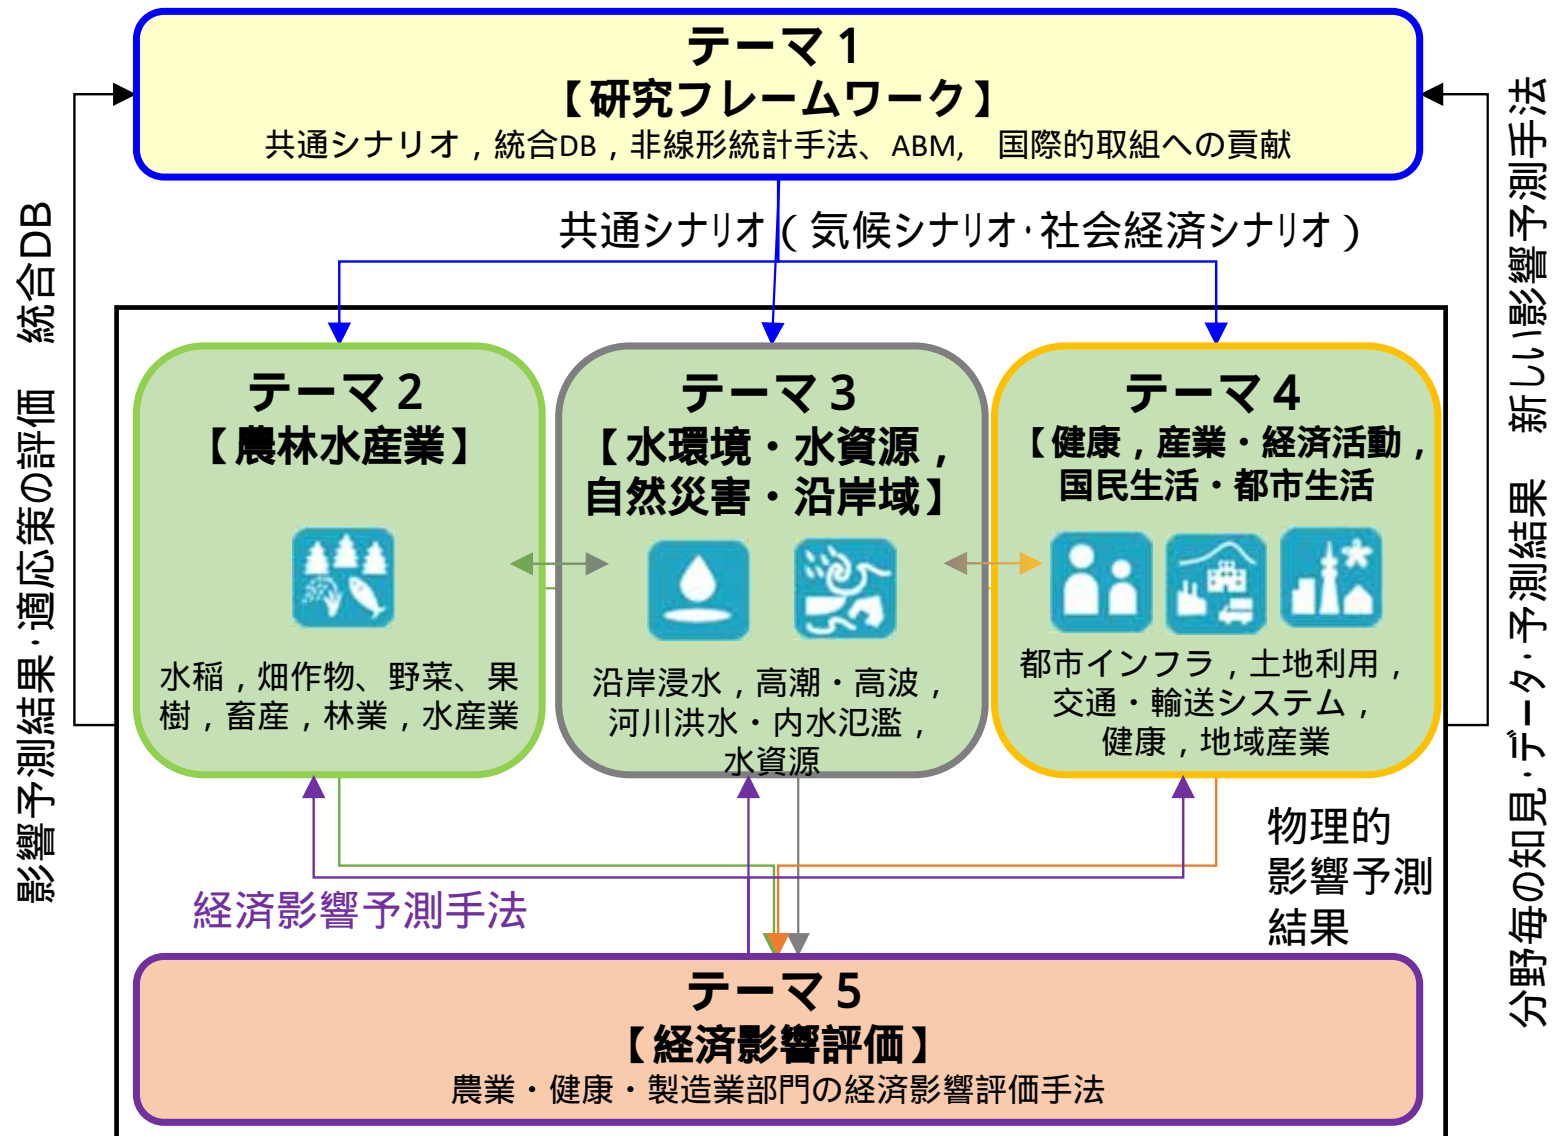 テーマ１
【研究フレームワーク】
共通シナリオ，統合DB，非線形統計手法、ABM,　国際的取組への貢献
共通シナリオ（気候シナリオ・社会経済シナリオ）
影響予測結果・適応策の評価　統合DB
テーマ２
【農林水産業】
水稲，畑作物、野菜、果
樹，畜産，林業，水産業
テーマ３
【水環境・水資源，
自然災害・沿岸域】
沿岸浸水，高潮・高波，
河川洪水・内水氾濫，
水資源
テーマ４
【健康，産業・経済活動，
国民生活・都市生活
都市インフラ，土地利用，
交通・輸送システム，
健康，地域産業
分野毎の知見・データ・予測結果　新しい影響予測手法
経済影響予測手法
物理的
影響予測
結果
テーマ５
【経済影響評価】
農業・健康・製造業部門の経済影響評価手法